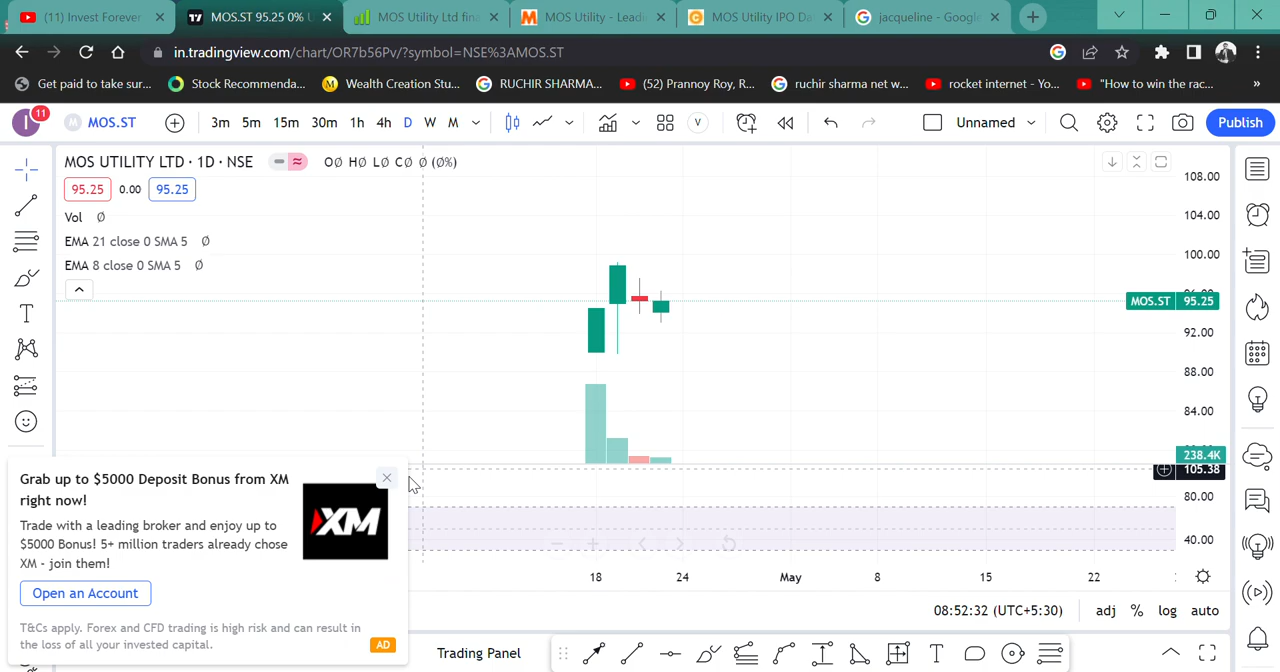 (11) Invest Forever
MOS.ST 95.25 0% U
MOS Utility Ltd fina
MOS Utility - Leadi
MOS Utility IPO Da
jacqueline - Google
in.tradingview.com/chart/OR7b56Pv/?symbol=NSE%3AMOS.ST
Get paid to take sur...
Stock Recommenda...
Wealth Creation Stu...
RUCHIR SHARMA...
(52) Prannoy Roy, R...
ruchir sharma net w...
rocket internet - Yo...
"How to win the rac...
»
I
11
M
MOS.ST
3m 5m 15m 30m 1h 4h D W M
V
Unnamed
Publish
MOS UTILITY LTD · 1D · NSE
OØ HØ LØ CØ Ø (0%)
95.25 0.00 95.25
Vol Ø
EMA 21 close 0 SMA 5 Ø
EMA 8 close 0 SMA 5 Ø
108.00
104.00
100.00
MOS.ST 95.25
92.00
88.00
84.00
238.4K
105.38
80.00
40.00
Grab up to $5000 Deposit Bonus from XM
right now!
Trade with a leading broker and enjoy up to
$5000 Bonus! 5+ million traders already chose
XM - join them!
XM
Open an Account
T&Cs apply. Forex and CFD trading is high risk and can result in
the loss of all your invested capital.
AD
18 24 May 8 15 22
08:52:32 (UTC+5:30)
adj % log auto
Trading Panel